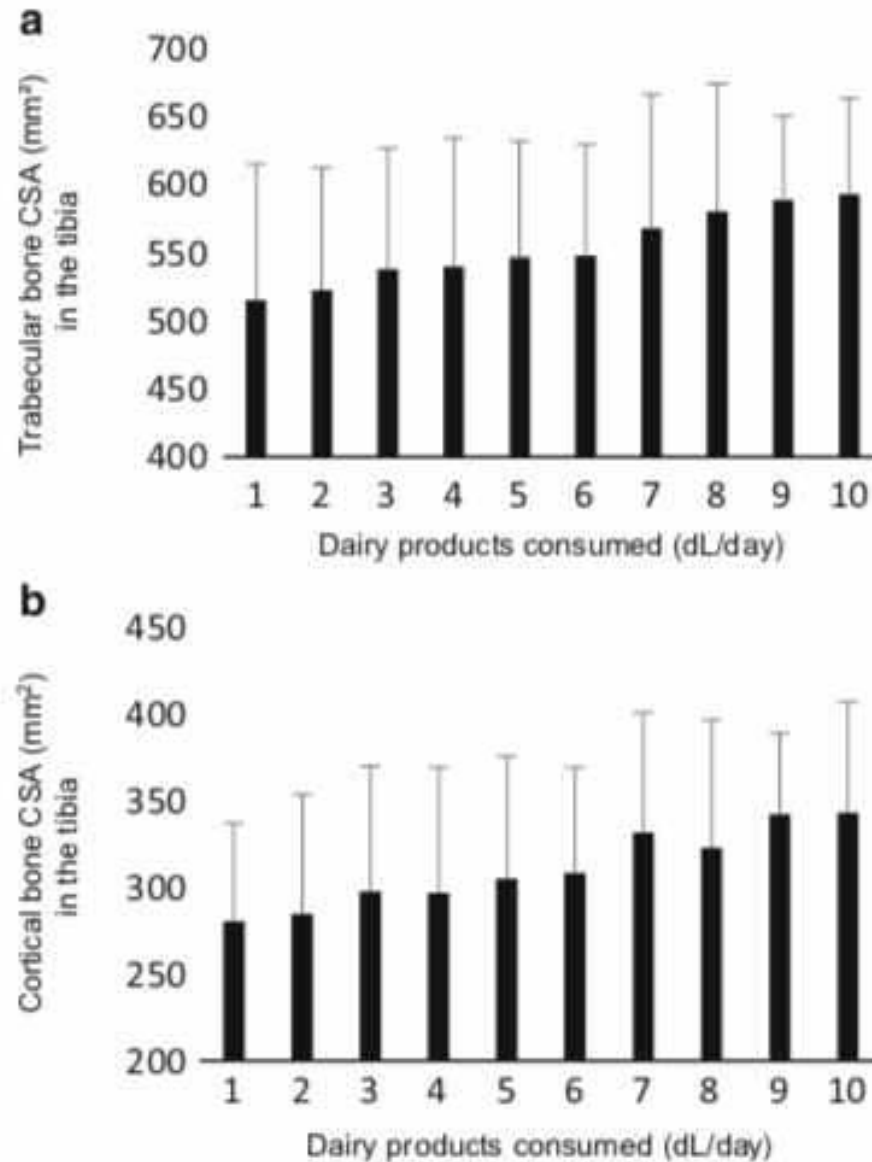 a
Trabecular bone CSA (mm²)
in the tibia
700
650
600
550
500
450
400
1 2 3 4 5 6 7 8 9 10
Dairy products consumed (dL/day)
b
Cortical bone CSA (mm²)
in the tibia
450
400
350
300
250
200
1 2 3 4 5 6 7 8 9 10
Dairy products consumed (dL/day)